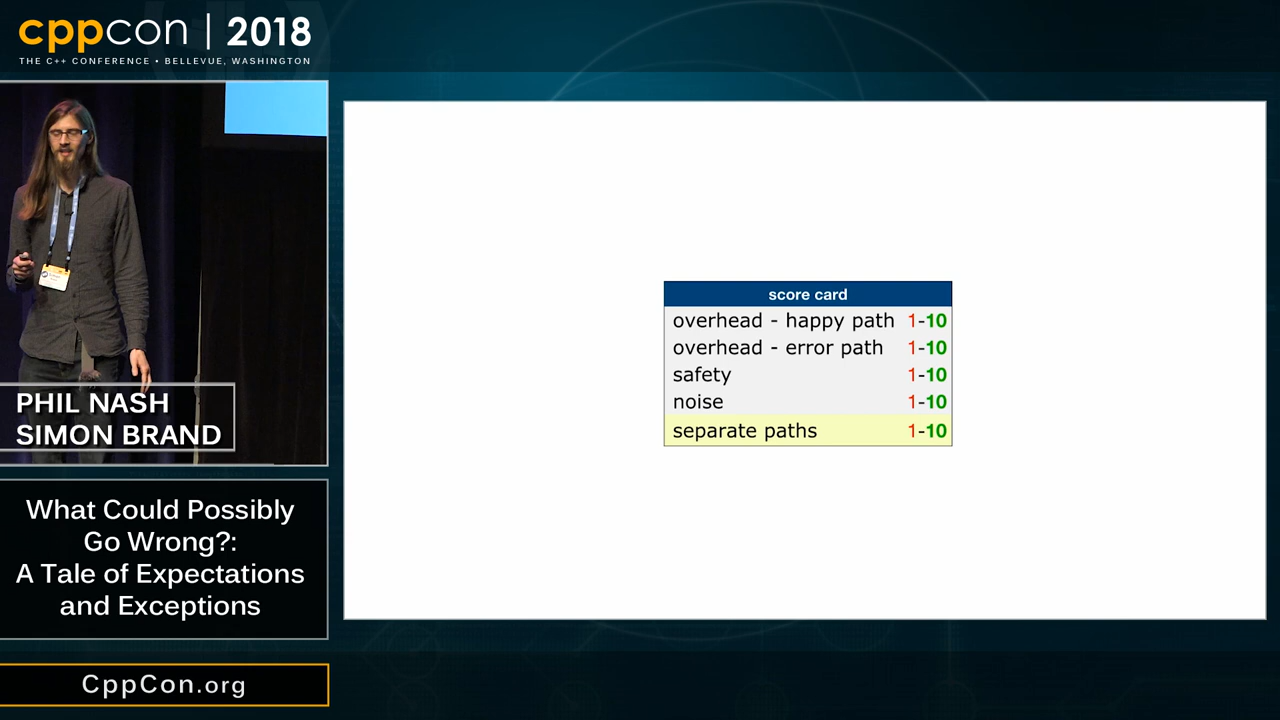 cppcon | 2018
THE C++ CONFERENCE • BELLEVUE, WASHINGTON
PHIL NASH
SIMON BRAND
What Could Possibly
Go Wrong?:
A Tale of Expectations
and Exceptions
CppCon.org
score card
overhead - happy path 1-10
overhead - error path 1-10
safety 1-10
noise 1-10
separate paths 1-10